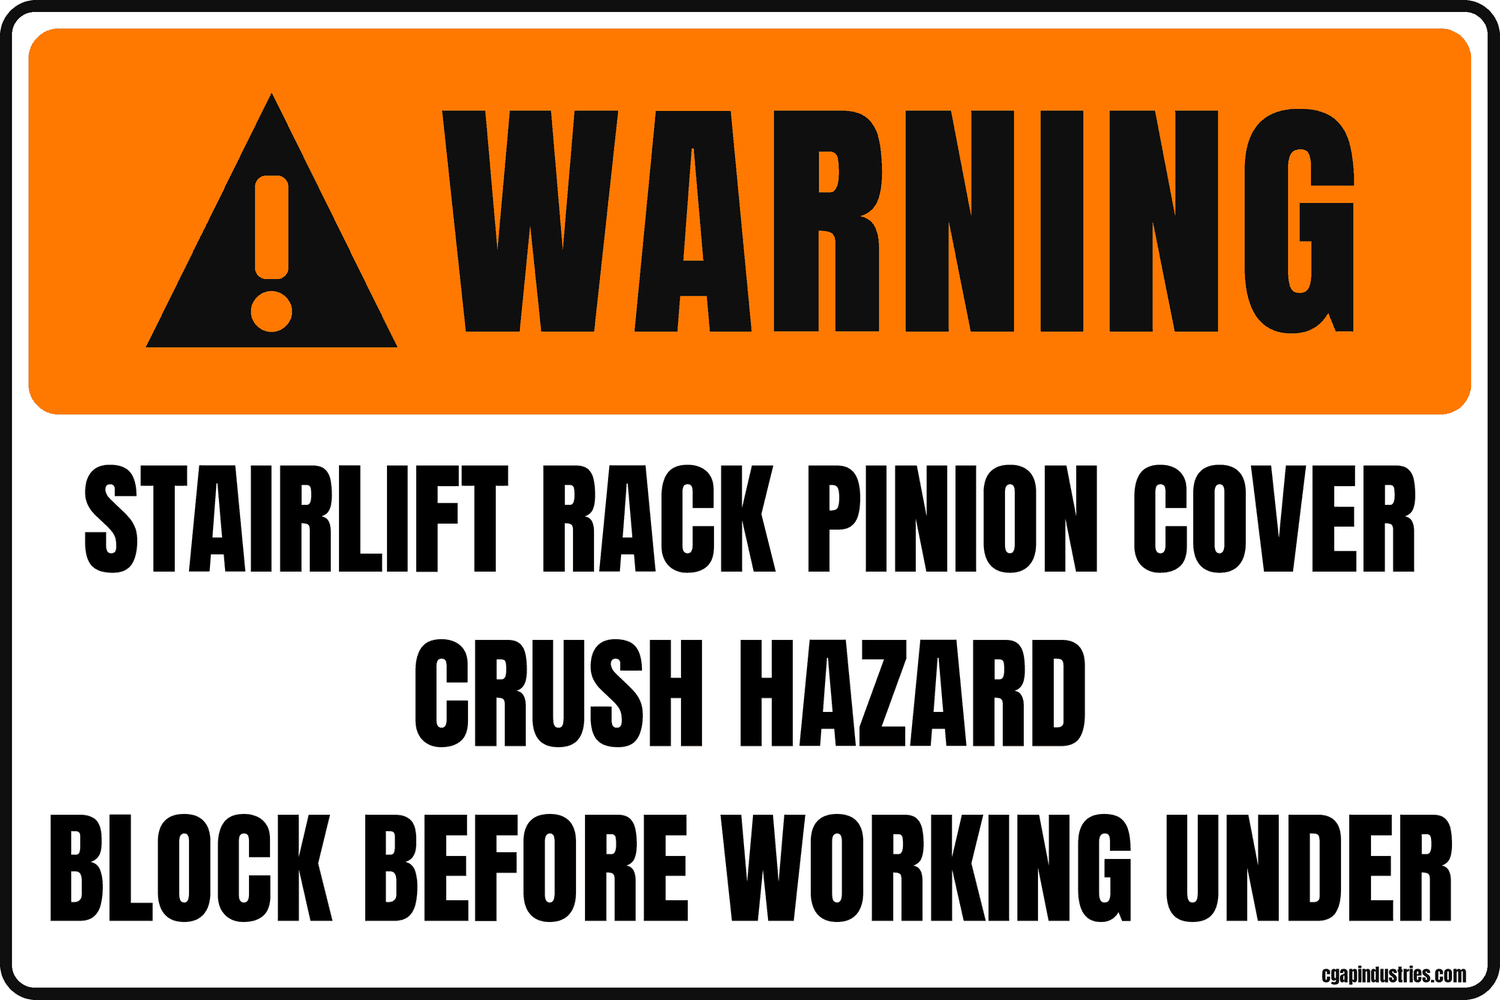 WARNING
STAIRLIFT RACK PINION COVER
CRUSH HAZARD
BLOCK BEFORE WORKING UNDER
cgapindustries.com